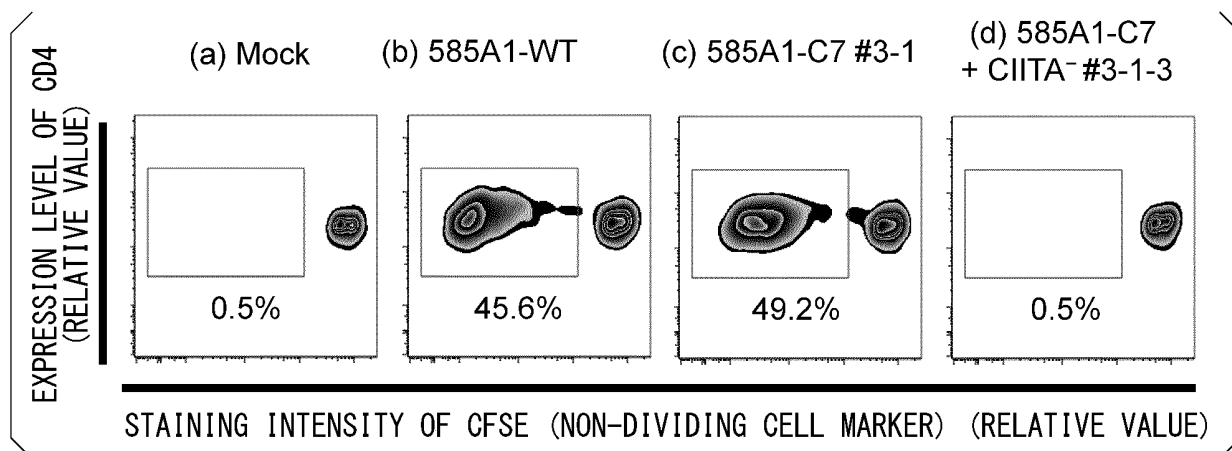 (a) Mock
(b) 585A1-WT
(c) 585A1-C7 #3-1
(d) 585A1-C7
+ CIITA⁻ #3-1-3
EXPRESSION LEVEL OF CD4
(RELATIVE VALUE)
0.5%
45.6%
49.2%
0.5%
STAINING INTENSITY OF CFSE (NON-DIVIDING CELL MARKER) (RELATIVE VALUE)